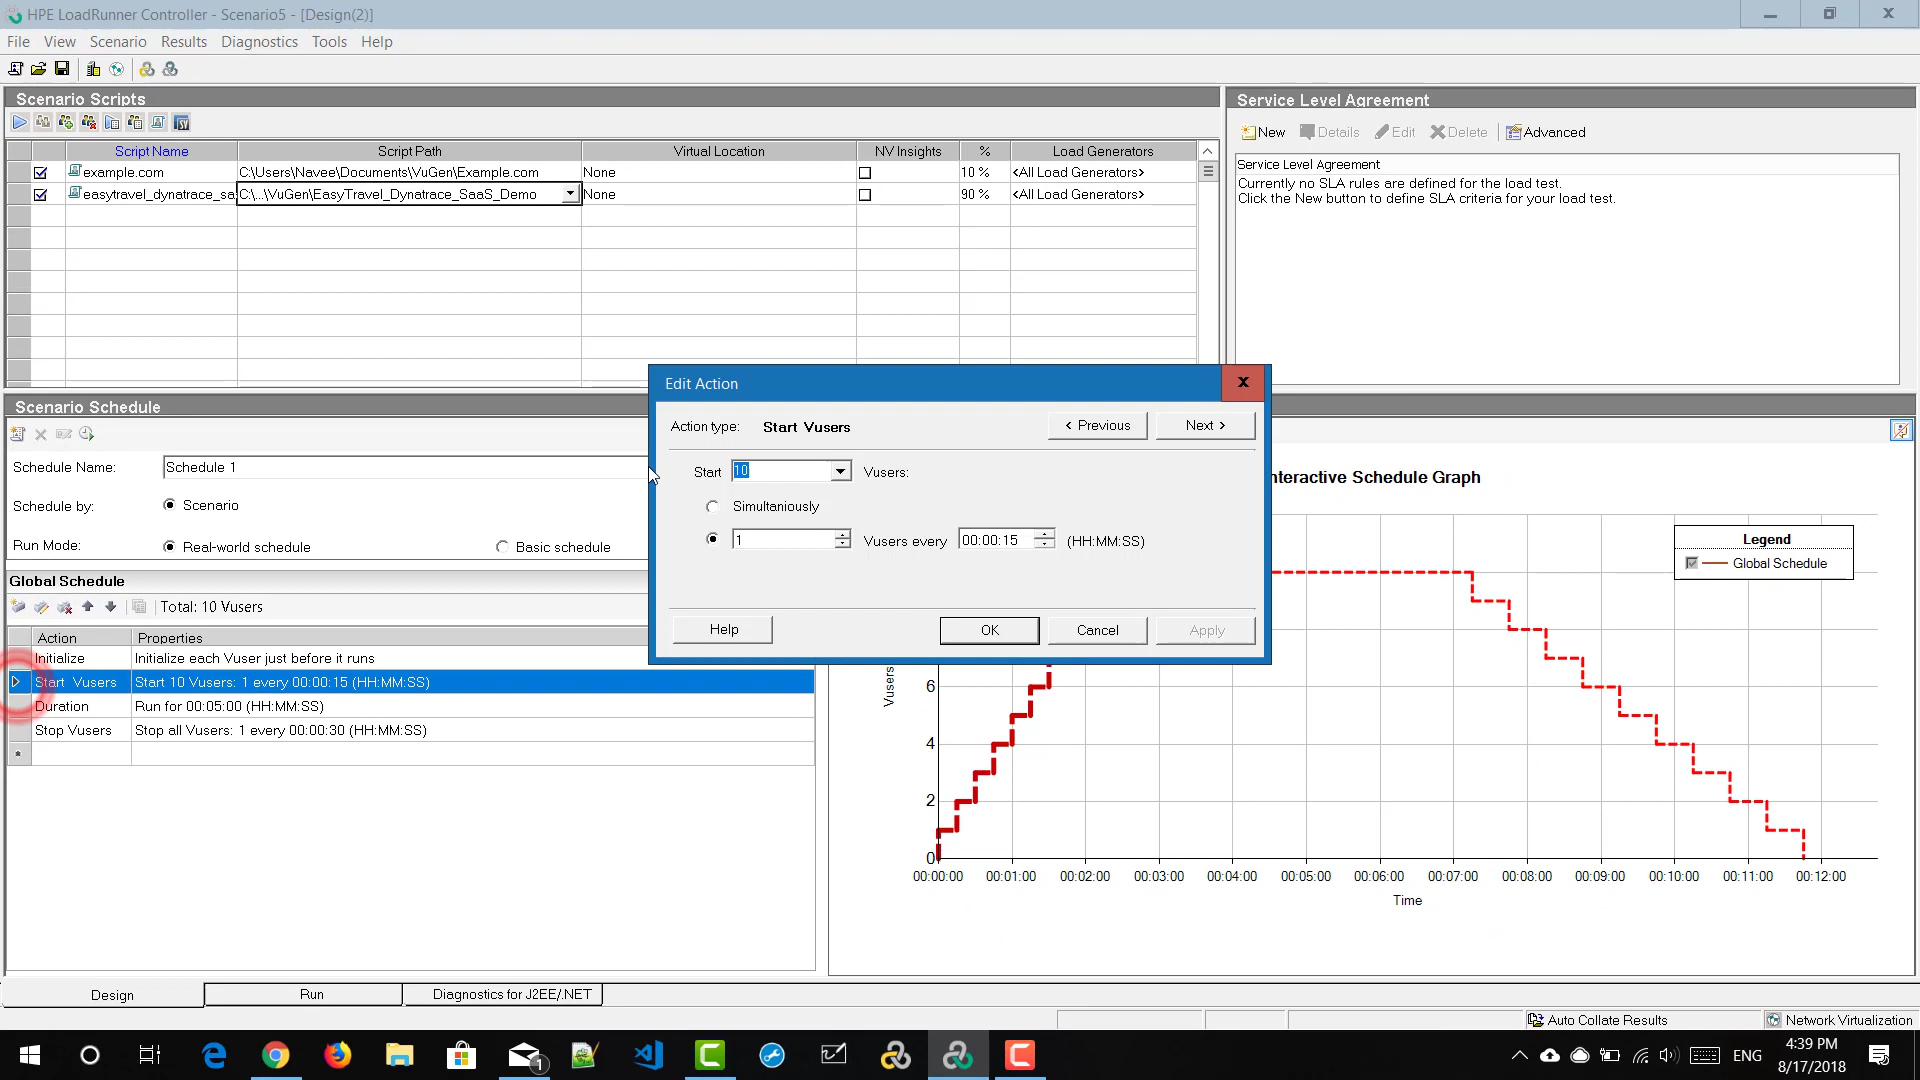 HPE LoadRunner Controller - Scenario5 - [Design(2)]
File View Scenario Results Diagnostics Tools Help
Scenario Scripts
Script Name Script Path Virtual Location NV Insights % Load Generators
example.com C:\Users\Navee\Documents\VuGen\Example.com None 10 % <All Load Generators>
easytravel_dynatrace_sa C:\...\VuGen\EasyTravel_Dynatrace_SaaS_Demo None 90 % <All Load Generators>
Service Level Agreement
New Details Edit Delete Advanced
Service Level Agreement
Currently no SLA rules are defined for the load test.
Click the New button to define SLA criteria for your load test.
Scenario Schedule
Schedule Name: Schedule 1
Schedule by: Scenario
Run Mode: Real-world schedule Basic schedule
Global Schedule
Total: 10 Vusers
Action Properties
Initialize Initialize each Vuser just before it runs
Start Vusers Start 10 Vusers: 1 every 00:00:15 (HH:MM:SS)
Duration Run for 00:05:00 (HH:MM:SS)
Stop Vusers Stop all Vusers: 1 every 00:00:30 (HH:MM:SS)
*
Edit Action
x
Action type: Start Vusers
< Previous Next >
Start 10 Vusers:
Simultaniously
1 Vusers every 00:00:15 (HH:MM:SS)
Help OK Cancel Apply
nteractive Schedule Graph
Legend
Global Schedule
Vusers
6
4
2
0
00:00:00 00:01:00 00:02:00 00:03:00 00:04:00 00:05:00 00:06:00 00:07:00 00:08:00 00:09:00 00:10:00 00:11:00 00:12:00
Time
Design Run Diagnostics for J2EE/.NET
Auto Collate Results Network Virtualization
1
ENG
4:39 PM
8/17/2018